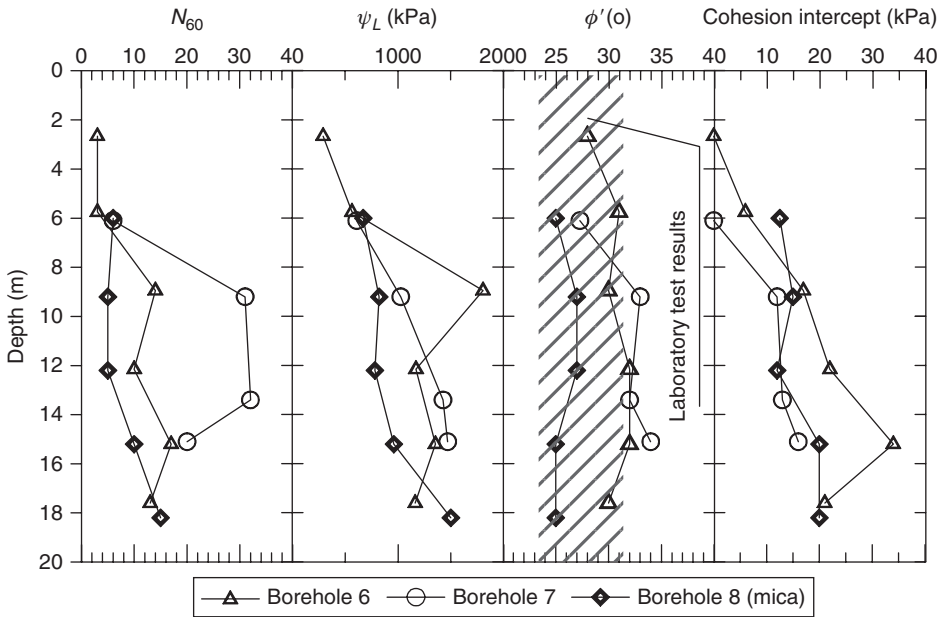 N60
ψL (kPa)
ϕ′(o)
Cohesion intercept (kPa)
0 10 20 30 40 1000 2000 25 30 35 40 10 20 30 40
0
2
4
6
8
10
12
14
16
18
20
Depth (m)
Laboratory test results
Borehole 6 Borehole 7 Borehole 8 (mica)